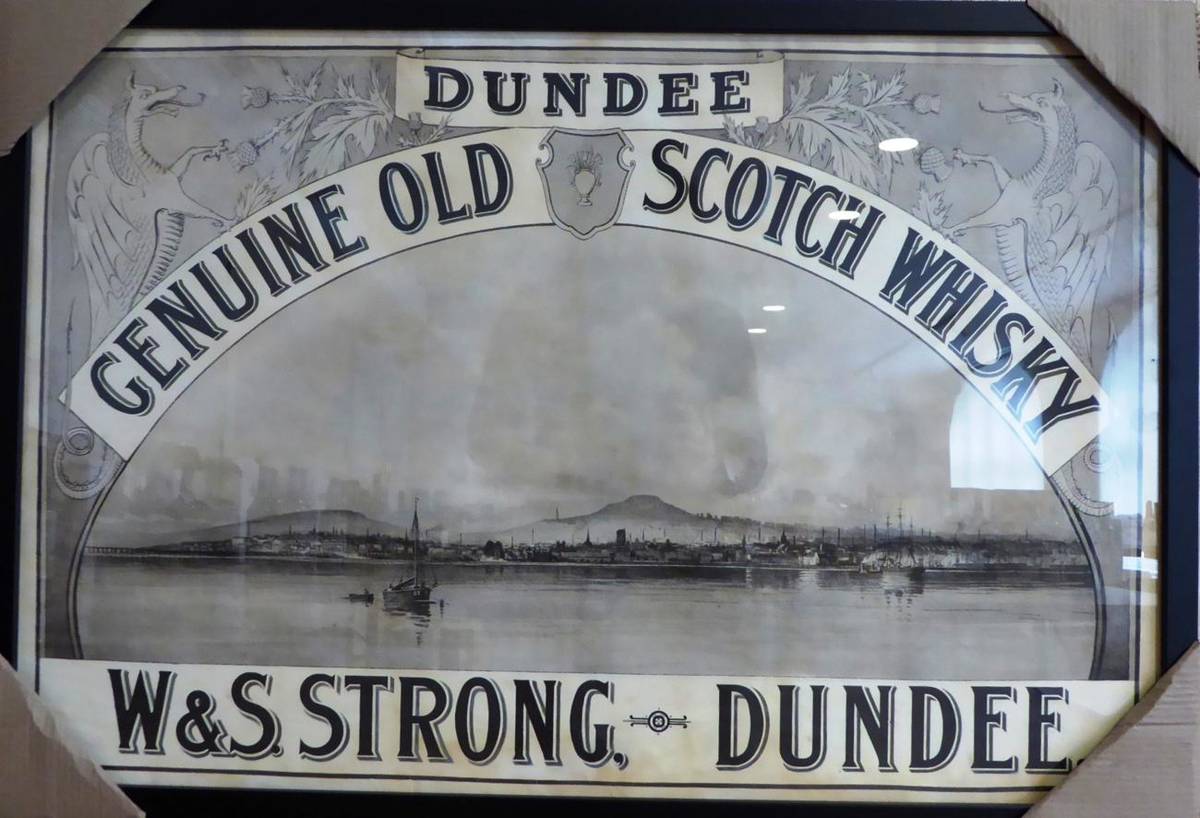 DUNDEE
GENUINE OLD SCOTCH WHISKY
W & S. STRONG, DUNDEE.